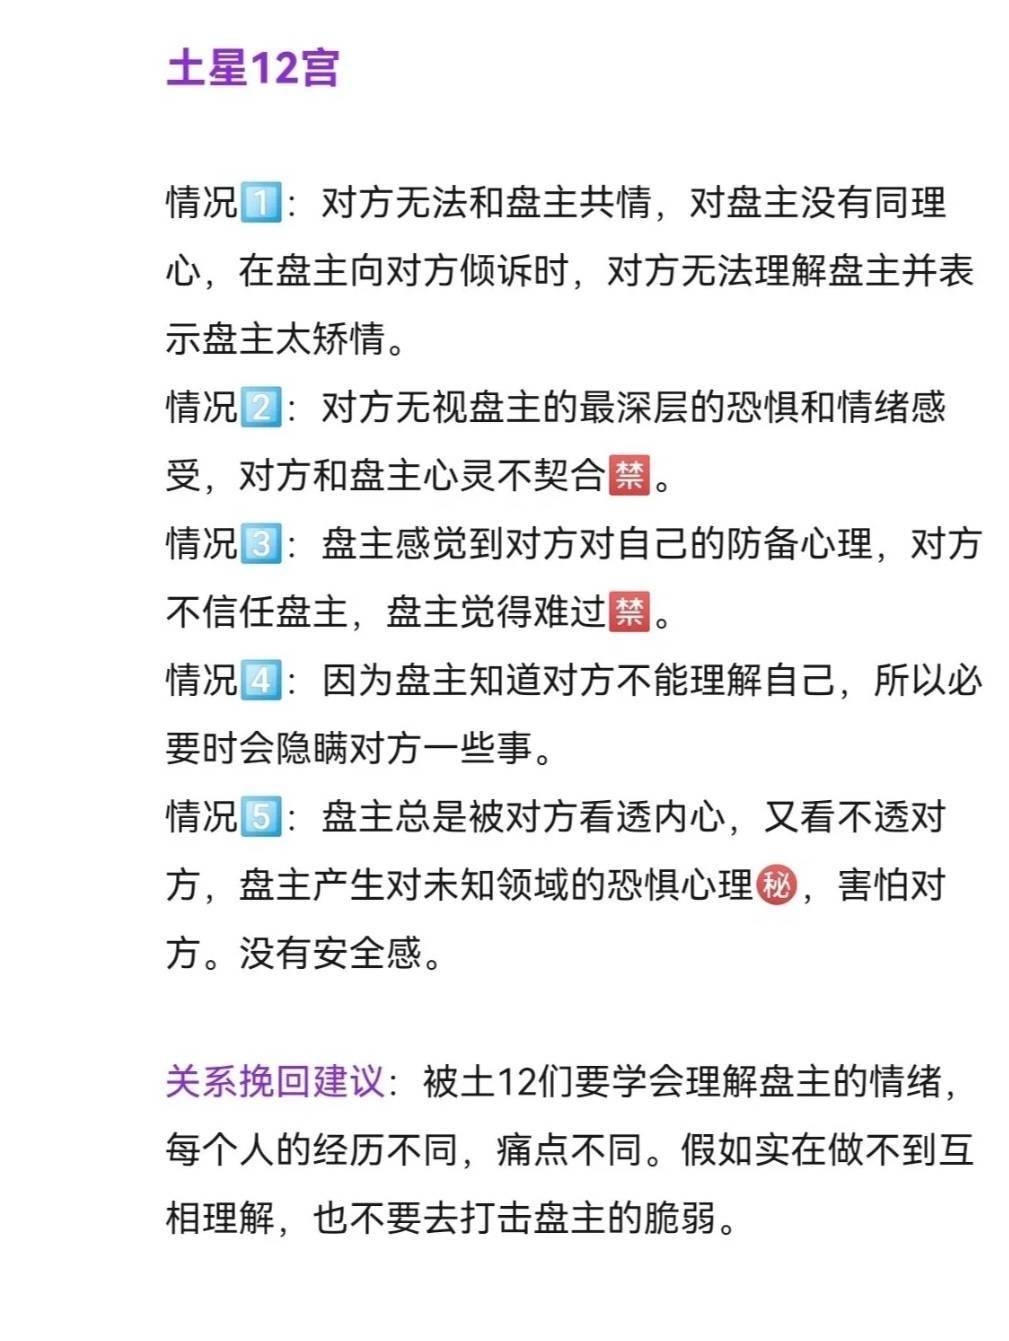 土星12宫
情况1️⃣：对方无法和盘主共情，对盘主没有同理
心，在盘主向对方倾诉时，对方无法理解盘主并表
示盘主太矫情。
情况2️⃣：对方无视盘主的最深层的恐惧和情绪感
受，对方和盘主心灵不契合🈲。
情况3️⃣：盘主感觉到对方对自己的防备心理，对方
不信任盘主，盘主觉得难过🈲。
情况4️⃣：因为盘主知道对方不能理解自己，所以必
要时会隐瞒对方一些事。
情况5️⃣：盘主总是被对方看透内心，又看不透对
方，盘主产生对未知领域的恐惧心理㊙️，害怕对
方。没有安全感。
关系挽回建议：被土12们要学会理解盘主的情绪，
每个人的经历不同，痛点不同。假如实在做不到互
相理解，也不要去打击盘主的脆弱。